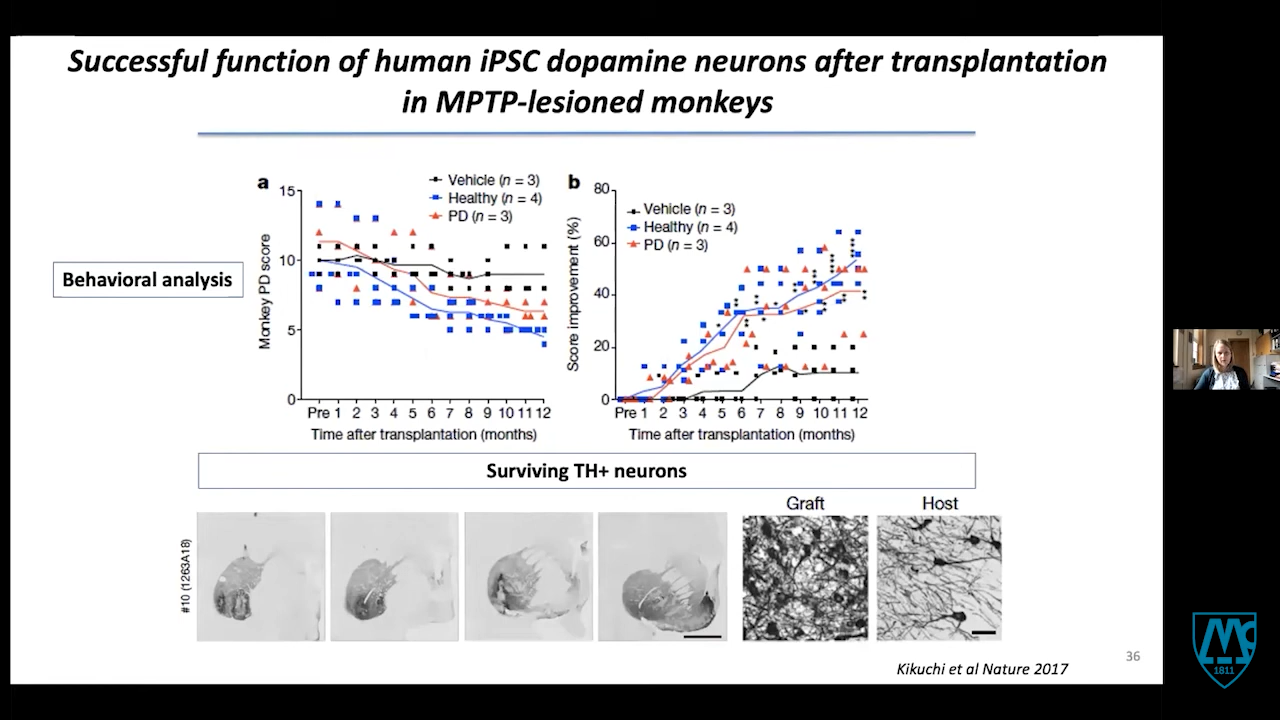 Successful function of human iPSC dopamine neurons after transplantation
in MPTP-lesioned monkeys
Behavioral analysis
a
Vehicle (n = 3)
Healthy (n = 4)
PD (n = 3)
Monkey PD score
15
10
5
0
Pre 1 2 3 4 5 6 7 8 9 10 11 12
Time after transplantation (months)
b
Vehicle (n = 3)
Healthy (n = 4)
PD (n = 3)
Score improvement (%)
80
60
40
20
0
Pre 1 2 3 4 5 6 7 8 9 10 11 12
Time after transplantation (months)
Surviving TH+ neurons
Graft
Host
#10 (1263A18)
Kikuchi et al Nature 2017
36
1811